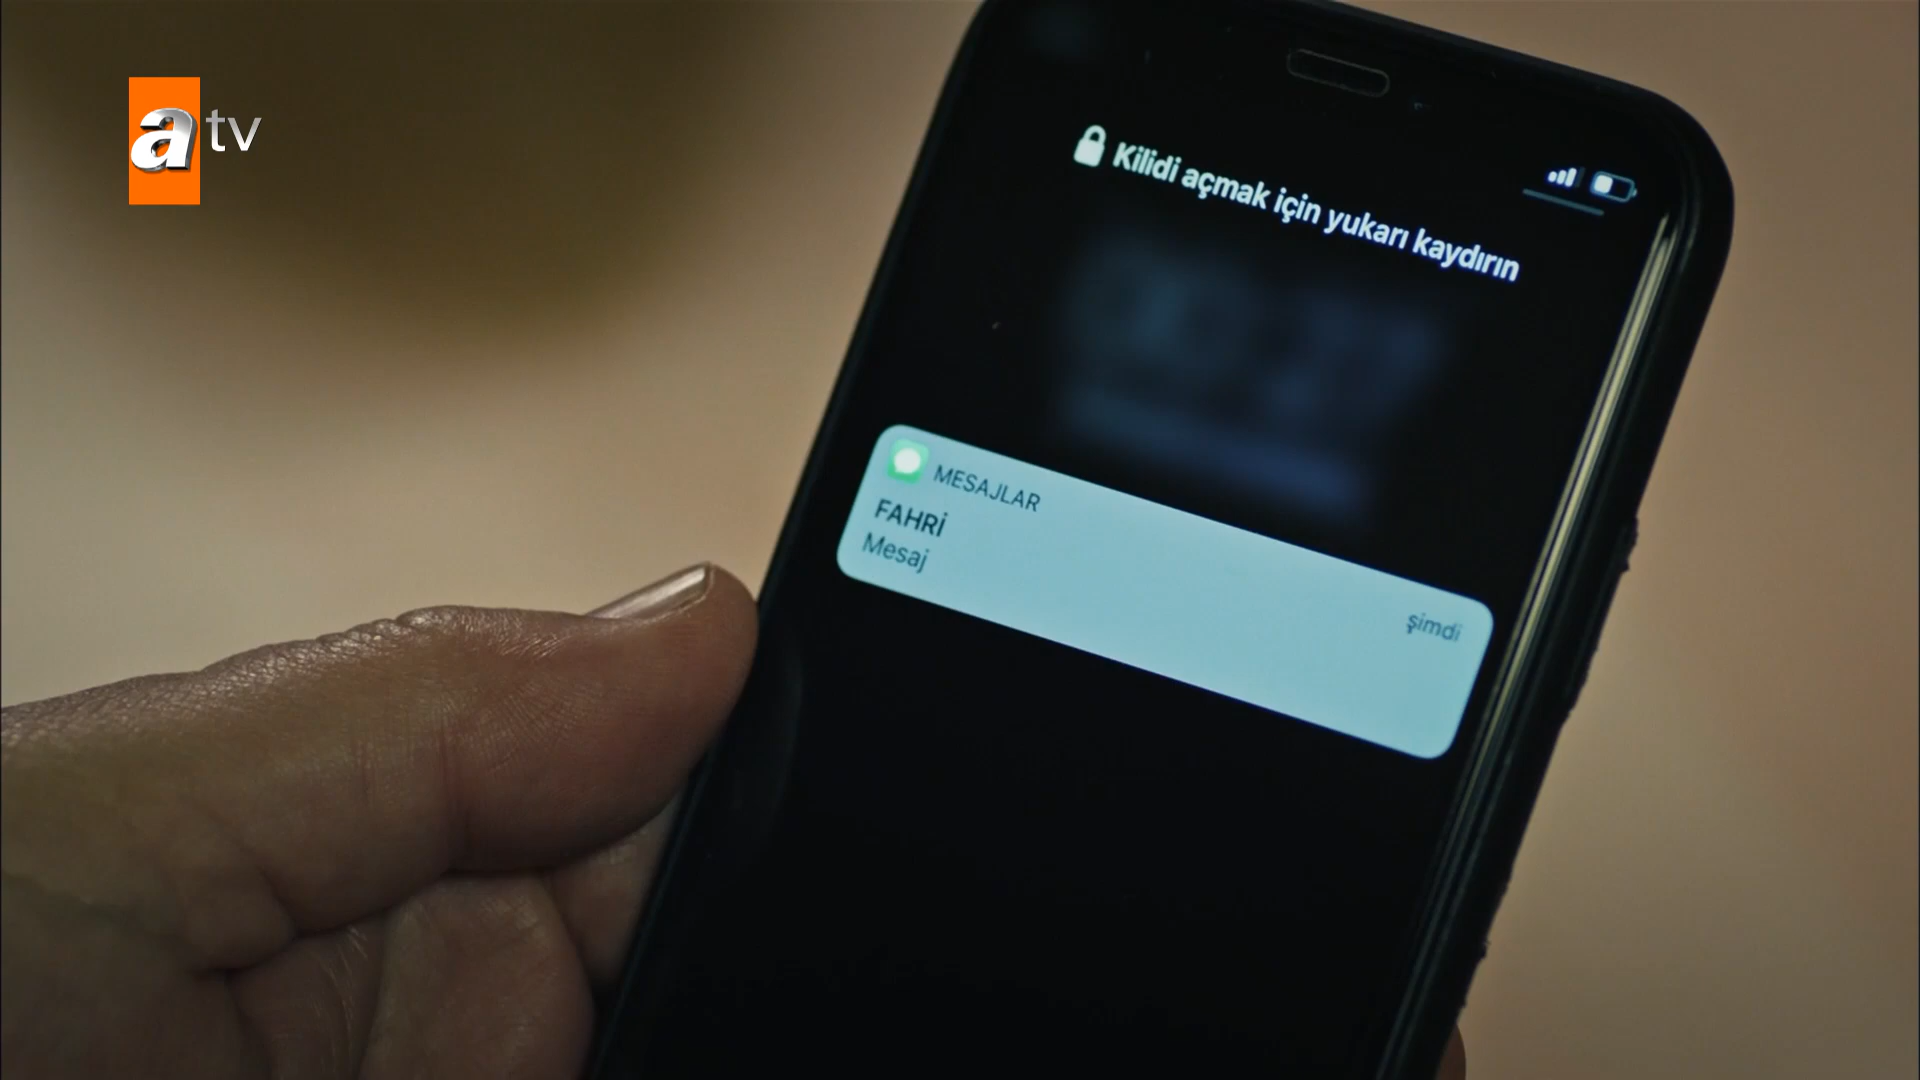 atv
Kilidi açmak için yukarı kaydırın
MESAJLAR
şimdi
FAHRİ
Mesaj